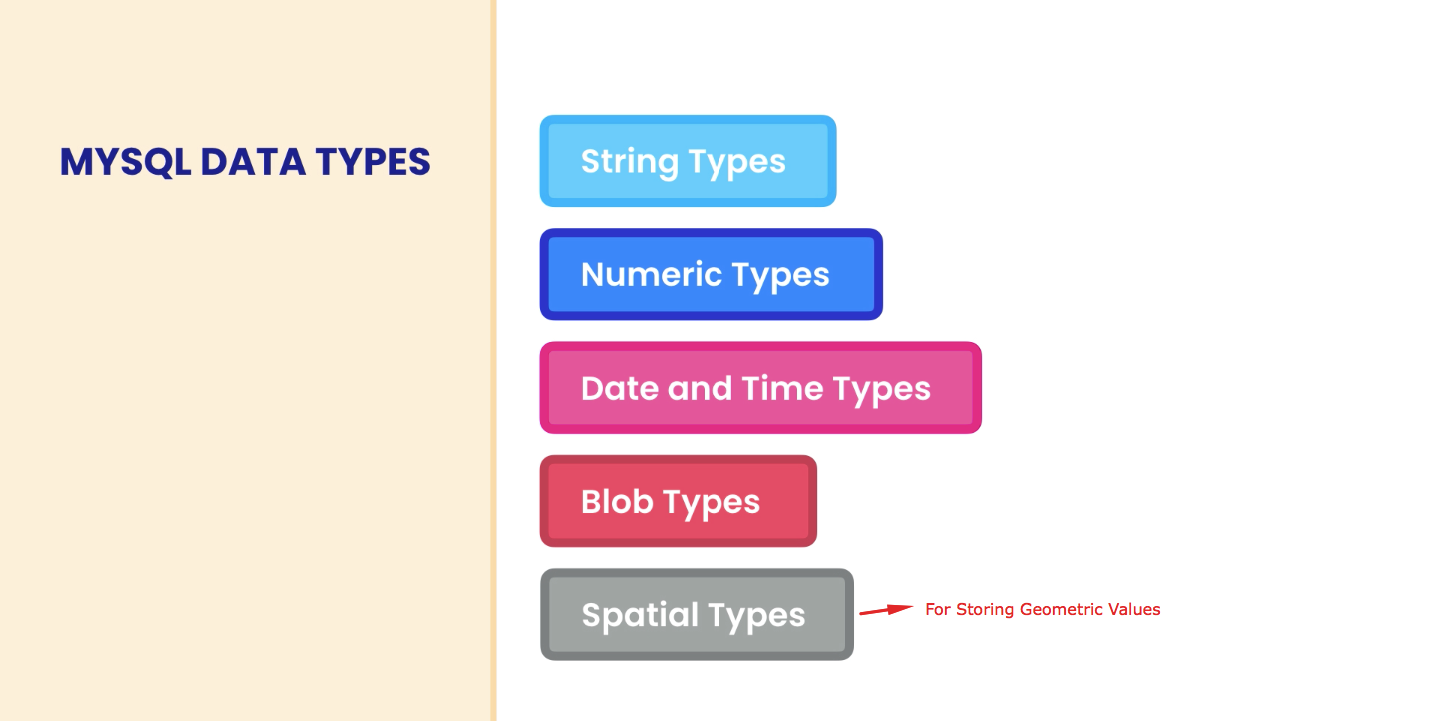 MYSQL DATA TYPES
String Types
Numeric Types
Date and Time Types
Blob Types
Spatial Types
For Storing Geometric Values